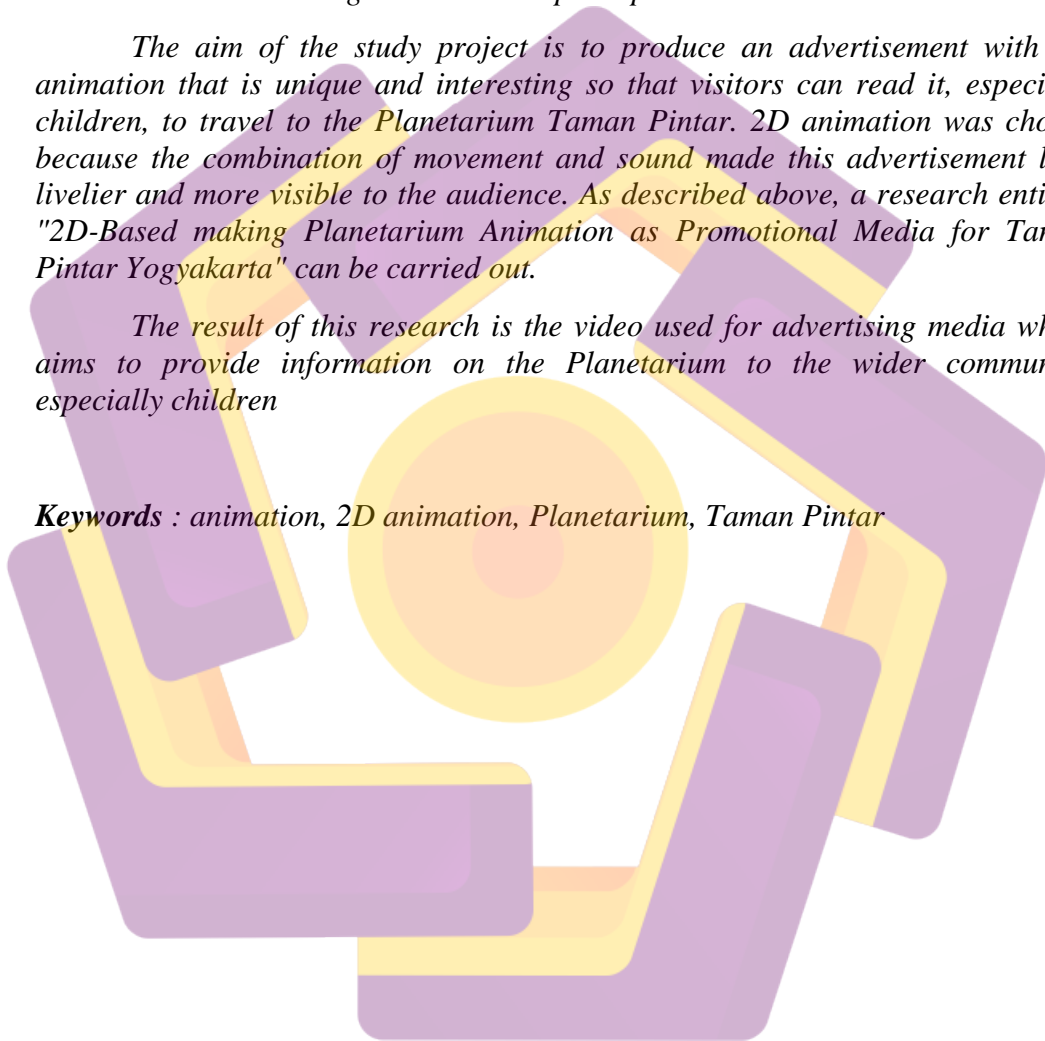 The aim of the study project is to produce an advertisement with
animation that is unique and interesting so that visitors can read it, especi
children, to travel to the Planetarium Taman Pintar. 2D animation was cho
because the combination of movement and sound made this advertisement l
livelier and more visible to the audience. As described above, a research enti
"2D-Based making Planetarium Animation as Promotional Media for Ta
Pintar Yogyakarta" can be carried out.
The result of this research is the video used for advertising media wh
aims to provide information on the Planetarium to the wider commun
especially children
Keywords : animation, 2D animation, Planetarium, Taman Pintar